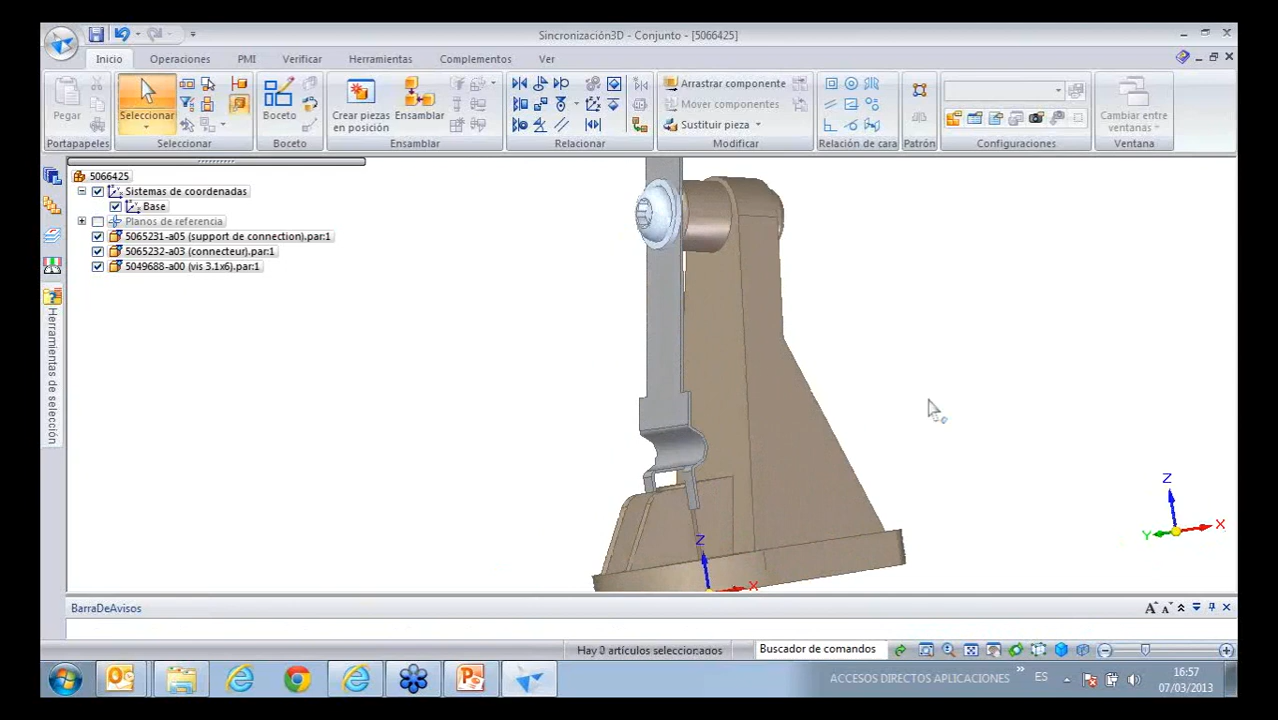 Sincronización3D - Conjunto - [5066425]
Inicio Operaciones PMI Verificar Herramientas Complementos Ver
Pegar
Seleccionar
Boceto
Crear piezas en posición
Ensamblar
Arrastrar componente
Mover componentes
Sustituir pieza
Cambiar entre ventanas
Portapapeles Seleccionar Boceto Ensamblar Relacionar Modificar Relación de cara Patrón Configuraciones Ventana
5066425
Sistemas de coordenadas
Base
Planos de referencia
5065231-a05 (support de connection).par:1
5065232-a03 (connecteur).par:1
5049688-a00 (vis 3.1x6).par:1
Herramientas de selección
Z
X
Z
Y
X
BarraDeAvisos
Hay 0 artículos seleccionados
Buscador de comandos
ACCESOS DIRECTOS APLICACIONES
ES
16:57
07/03/2013